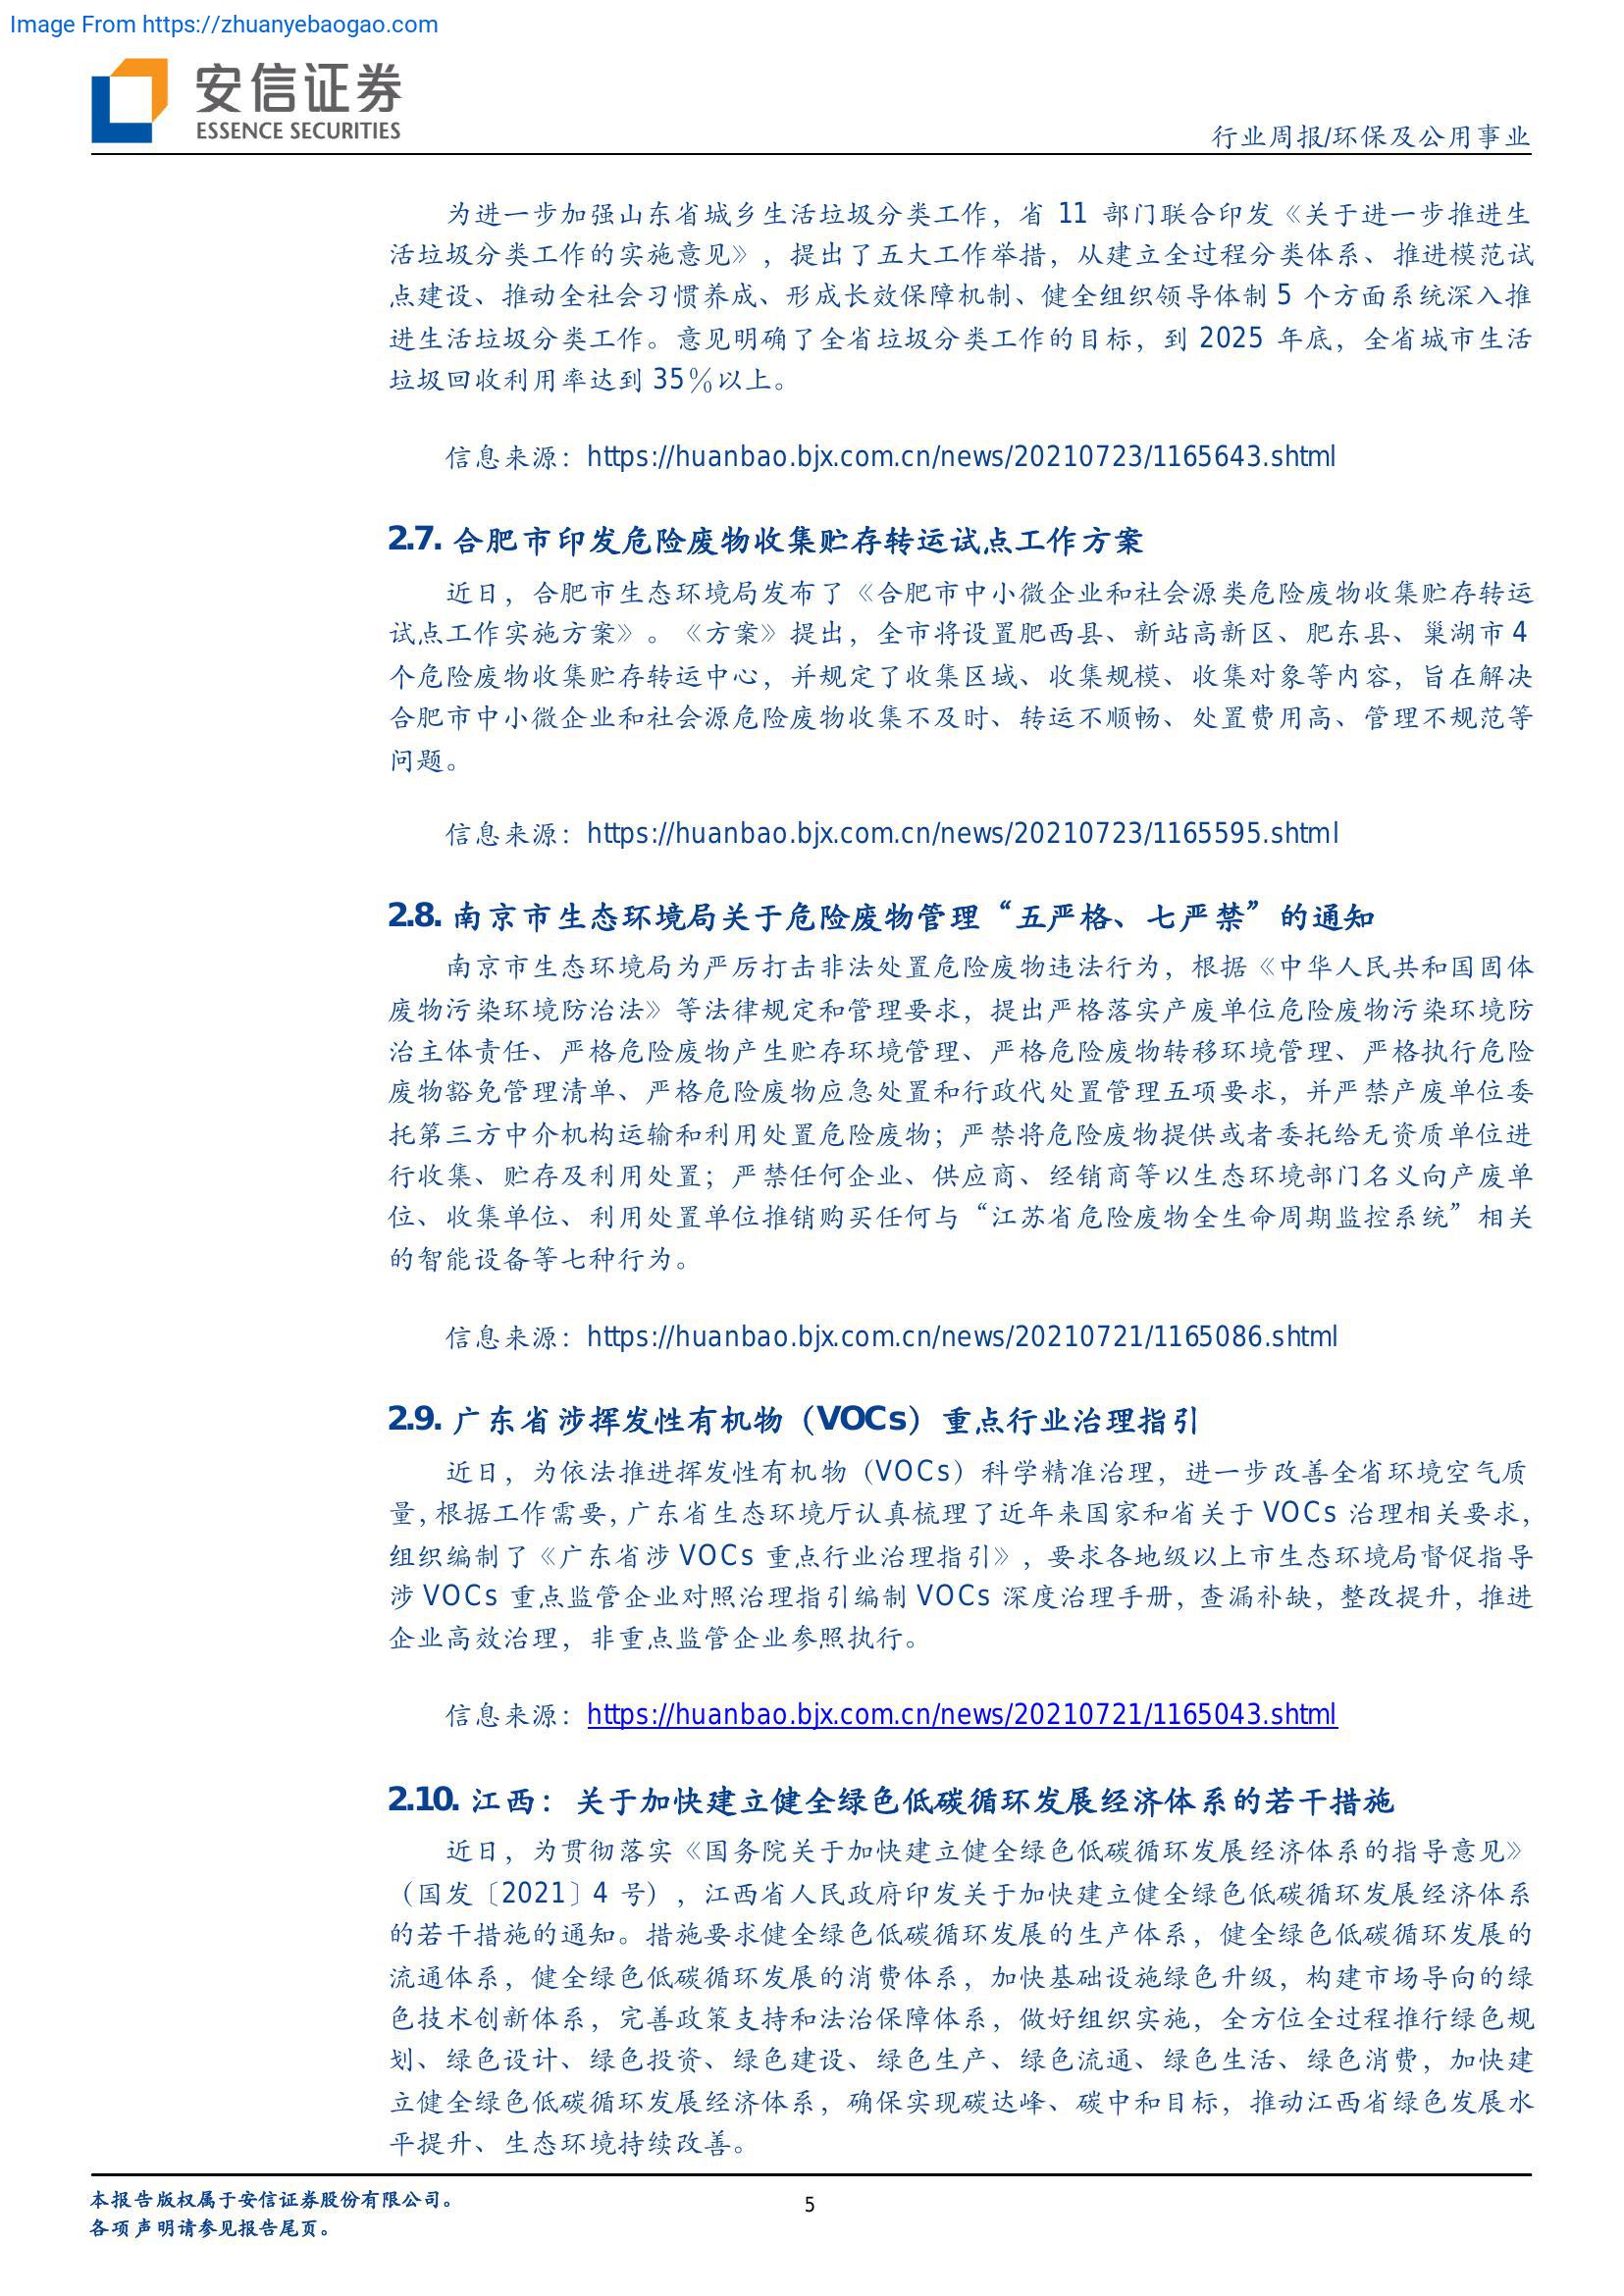 Image From https://zhuanyebaogao.com
安信证券
ESSENCE SECURITIES
行业周报/环保及公用事业
为进一步加强山东省城乡生活垃圾分类工作，省 11 部门联合印发《关于进一步推进生
活垃圾分类工作的实施意见》，提出了五大工作举措，从建立全过程分类体系、推进模范试
点建设、推动全社会习惯养成、形成长效保障机制、健全组织领导体制 5 个方面系统深入推
进生活垃圾分类工作。意见明确了全省垃圾分类工作的目标，到 2025 年底，全省城市生活
垃圾回收利用率达到 35％以上。
信息来源：https://huanbao.bjx.com.cn/news/20210723/1165643.shtml
2.7. 合肥市印发危险废物收集贮存转运试点工作方案
近日，合肥市生态环境局发布了《合肥市中小微企业和社会源类危险废物收集贮存转运
试点工作实施方案》。《方案》提出，全市将设置肥西县、新站高新区、肥东县、巢湖市 4
个危险废物收集贮存转运中心，并规定了收集区域、收集规模、收集对象等内容，旨在解决
合肥市中小微企业和社会源危险废物收集不及时、转运不顺畅、处置费用高、管理不规范等
问题。
信息来源：https://huanbao.bjx.com.cn/news/20210723/1165595.shtml
2.8. 南京市生态环境局关于危险废物管理“五严格、七严禁”的通知
南京市生态环境局为严厉打击非法处置危险废物违法行为，根据《中华人民共和国固体
废物污染环境防治法》等法律规定和管理要求，提出严格落实产废单位危险废物污染环境防
治主体责任、严格危险废物产生贮存环境管理、严格危险废物转移环境管理、严格执行危险
废物豁免管理清单、严格危险废物应急处置和行政代处置管理五项要求，并严禁产废单位委
托第三方中介机构运输和利用处置危险废物；严禁将危险废物提供或者委托给无资质单位进
行收集、贮存及利用处置；严禁任何企业、供应商、经销商等以生态环境部门名义向产废单
位、收集单位、利用处置单位推销购买任何与“江苏省危险废物全生命周期监控系统”相关
的智能设备等七种行为。
信息来源：https://huanbao.bjx.com.cn/news/20210721/1165086.shtml
2.9. 广东省涉挥发性有机物（VOCs）重点行业治理指引
近日，为依法推进挥发性有机物（VOCs）科学精准治理，进一步改善全省环境空气质
量，根据工作需要，广东省生态环境厅认真梳理了近年来国家和省关于 VOCs 治理相关要求，
组织编制了《广东省涉 VOCs 重点行业治理指引》，要求各地级以上市生态环境局督促指导
涉 VOCs 重点监管企业对照治理指引编制 VOCs 深度治理手册，查漏补缺，整改提升，推进
企业高效治理，非重点监管企业参照执行。
信息来源：https://huanbao.bjx.com.cn/news/20210721/1165043.shtml
2.10. 江西：关于加快建立健全绿色低碳循环发展经济体系的若干措施
近日，为贯彻落实《国务院关于加快建立健全绿色低碳循环发展经济体系的指导意见》
（国发〔2021〕4 号），江西省人民政府印发关于加快建立健全绿色低碳循环发展经济体系
的若干措施的通知。措施要求健全绿色低碳循环发展的生产体系，健全绿色低碳循环发展的
流通体系，健全绿色低碳循环发展的消费体系，加快基础设施绿色升级，构建市场导向的绿
色技术创新体系，完善政策支持和法治保障体系，做好组织实施，全方位全过程推行绿色规
划、绿色设计、绿色投资、绿色建设、绿色生产、绿色流通、绿色生活、绿色消费，加快建
立健全绿色低碳循环发展经济体系，确保实现碳达峰、碳中和目标，推动江西省绿色发展水
平提升、生态环境持续改善。
本报告版权属于安信证券股份有限公司。
各项声明请参见报告尾页。
5